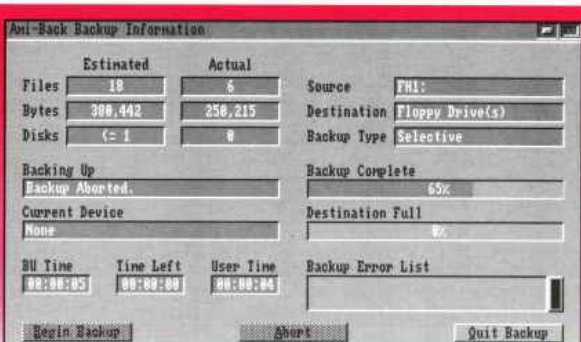 Ami-Back Backup Information
Estimated Actual
Files 18 6 Source FH1:
Bytes 380,442 250,215 Destination Floppy Drive(s)
Disks <= 1 0 Backup Type Selective
Backing Up Backup Complete
Backup Aborted. 65%
Current Device Destination Full
None 0%
BU Time Time Left User Time Backup Error List
00:00:05 00:00:00 00:00:04
Begin Backup Abort Quit Backup